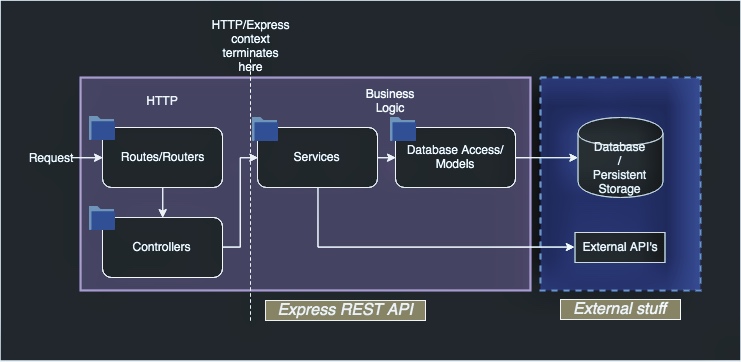 HTTP/Express
context
terminates
here
HTTP
Business
Logic
Request
Routes/Routers
Services
Database Access/
Models
Database
/
Persistent
Storage
Controllers
External API's
Express REST API
External stuff